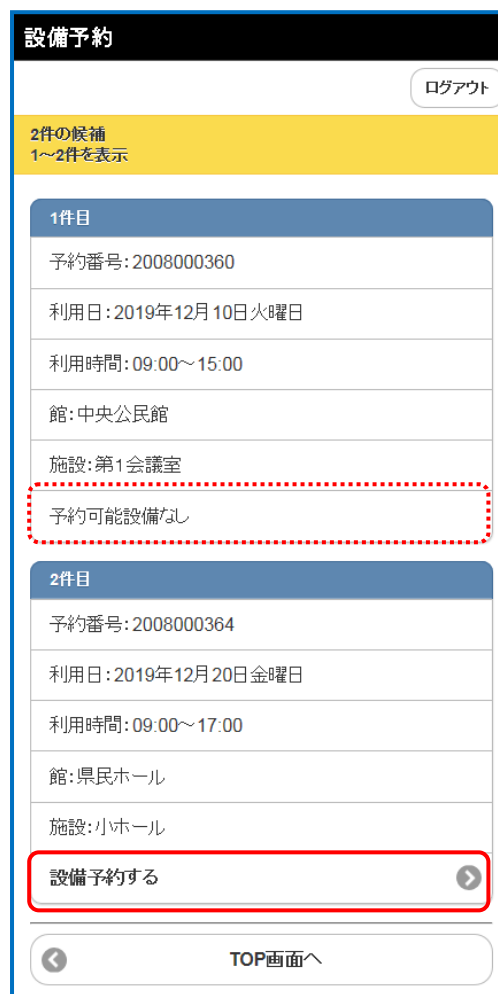 設備予約
ログアウト
2件の候補
1～2件を表示
1件目
予約番号：2008000360
利用日：2019年12月10日火曜日
利用時間：09:00～15:00
館：中央公民館
施設：第1会議室
予約可能設備なし
2件目
予約番号：2008000364
利用日：2019年12月20日金曜日
利用時間：09:00～17:00
館：県民ホール
施設：小ホール
設備予約する
TOP画面へ